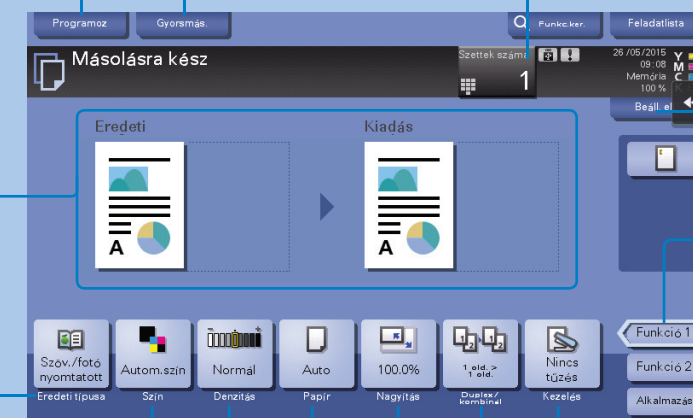 Programoz
Gyorsmás.
Funkc.ker.
Feladatlista
Másolásra kész
Szettek száma
1
26/05/2015
09:08
Memória
100 %
Y
M
C
K
Beáll. el
Eredeti
Kiadás
A
A
Funkció 1
Funkció 2
Alkalmazás
Szöv./fotó
nyomtatott
Autom.szín
Normál
Auto
100.0%
1 old. >
1 old.
Nincs
tűzés
Eredeti típusa
Szín
Denzitás
Papír
Nagyítás
Duplex/
kombinál
Kezelés